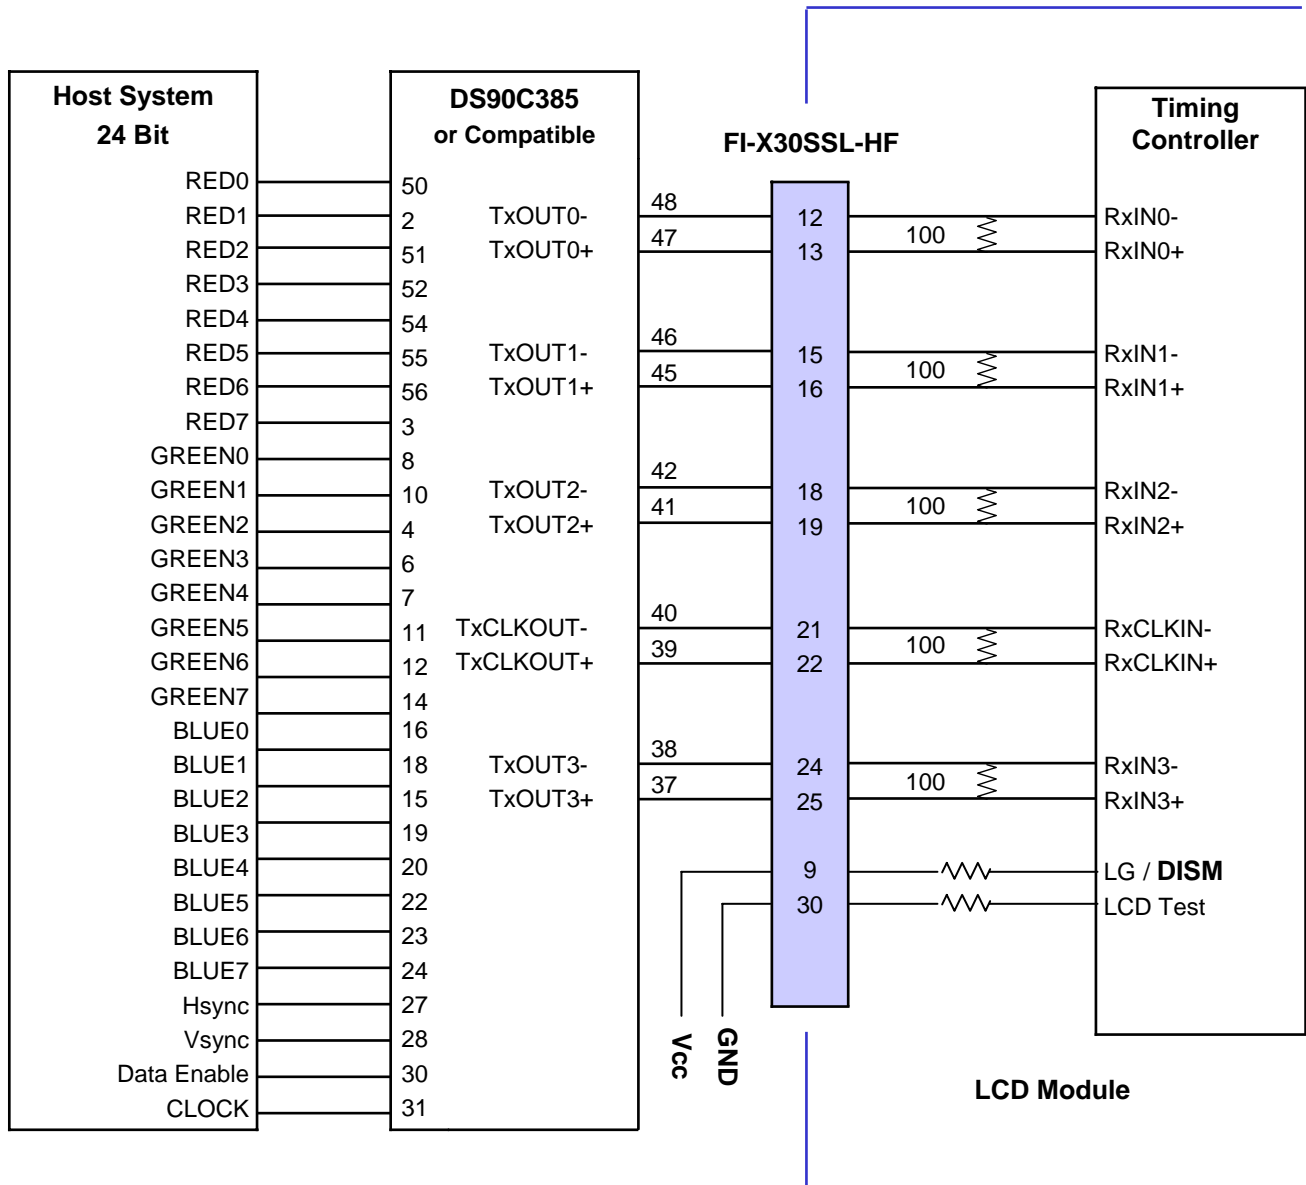 Host System
24 Bit
RED0
RED1
RED2
RED3
RED4
RED5
RED6
RED7
GREEN0
GREEN1
GREEN2
GREEN3
GREEN4
GREEN5
GREEN6
GREEN7
BLUE0
BLUE1
BLUE2
BLUE3
BLUE4
BLUE5
BLUE6
BLUE7
Hsync
Vsync
Data Enable
CLOCK
DS90C385
or Compatible
50
2
51
52
54
55
56
3
8
10
4
6
7
11
12
14
16
18
15
19
20
22
23
24
27
28
30
31
TxOUT0-
TxOUT0+
TxOUT1-
TxOUT1+
TxOUT2-
TxOUT2+
TxCLKOUT-
TxCLKOUT+
TxOUT3-
TxOUT3+
48
47
46
45
42
41
40
39
38
37
Vcc
GND
FI-X30SSL-HF
12
13
15
16
18
19
21
22
24
25
9
30
100
100
100
100
100
Timing
Controller
RxIN0-
RxIN0+
RxIN1-
RxIN1+
RxIN2-
RxIN2+
RxCLKIN-
RxCLKIN+
RxIN3-
RxIN3+
LG / DISM
LCD Test
LCD Module